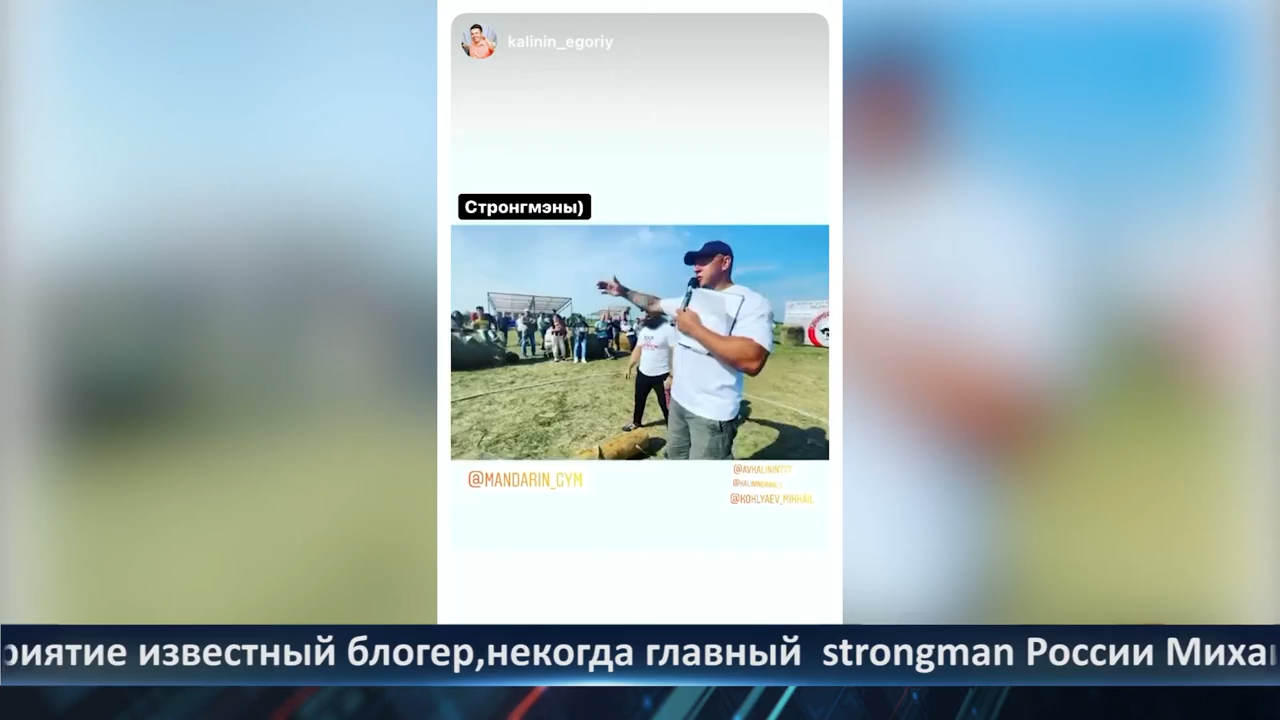 kalinin_egoriy
Стронгмэны)
@MANDARIN_GYM
@AVKALININ777
@KOHLYAEV_MIKHAIL
риятие известный блогер,некогда главный strongman России Миха